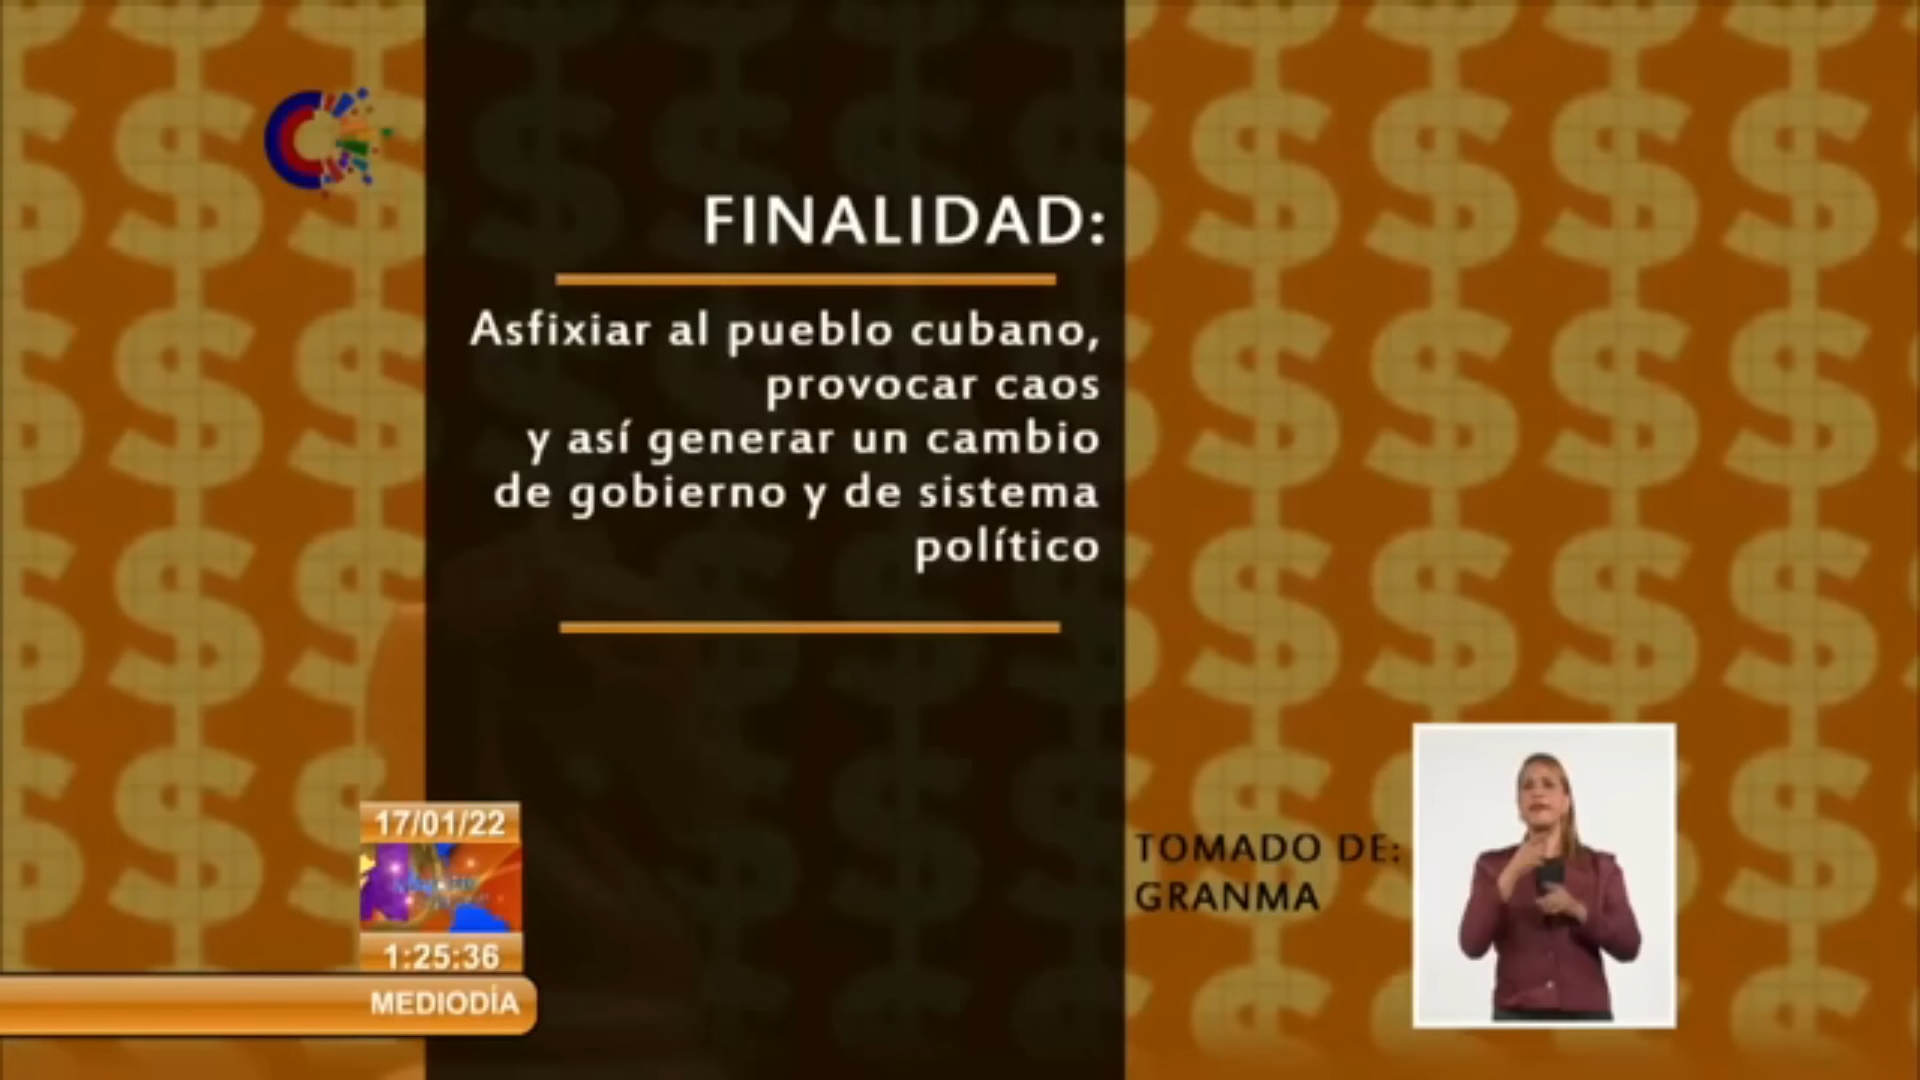 FINALIDAD:
Asfixiar al pueblo cubano,
provocar caos
y así generar un cambio
de gobierno y de sistema
político
17/01/22
1:25:36
MEDIODÍA
TOMADO DE:
GRANMA